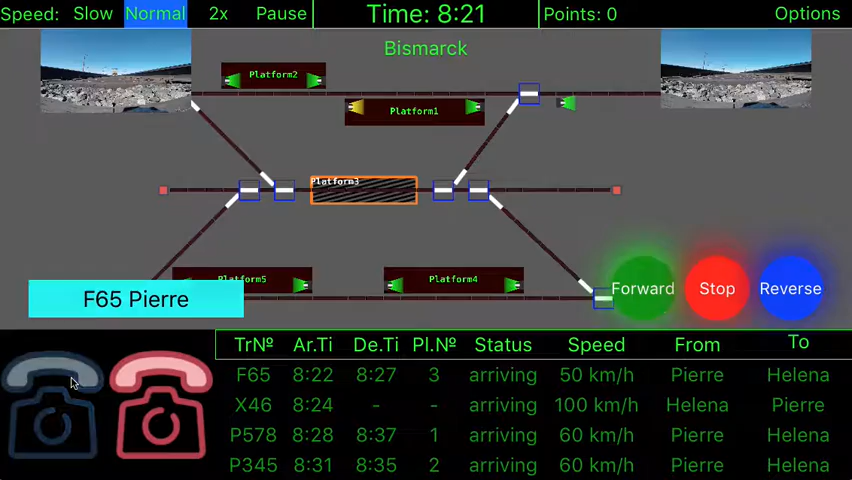 Speed: Slow Normal 2x Pause Time: 8:21 Points: 0 Options
Bismarck
Platform2
Platform1
Platform3
Platform5 Platform4
F65 Pierre
Forward Stop Reverse
TrNº Ar.Ti De.Ti Pl.Nº Status Speed From To
F65 8:22 8:27 3 arriving 50 km/h Pierre Helena
X46 8:24 - - arriving 100 km/h Helena Pierre
P578 8:28 8:37 1 arriving 60 km/h Pierre Helena
P345 8:31 8:35 2 arriving 60 km/h Pierre Helena